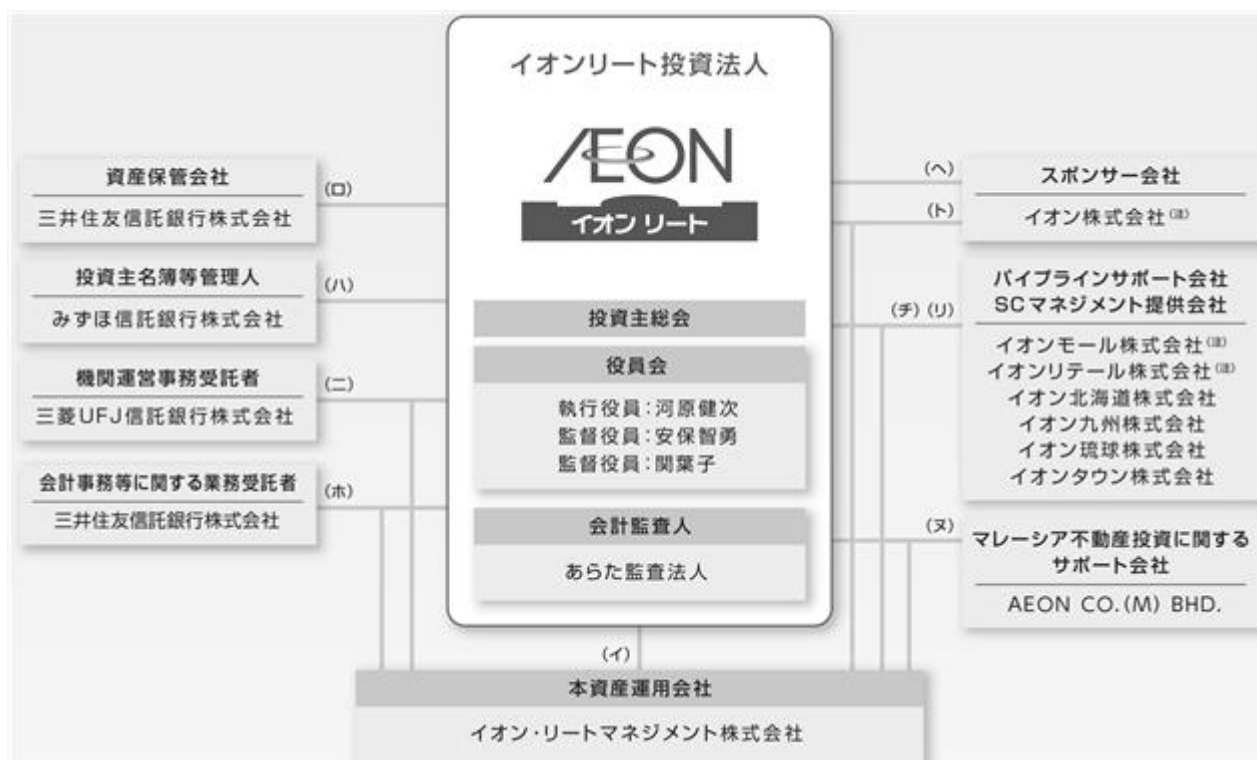 イオンリート投資法人
ÆON
イオン リート
投資主総会
役員会
執行役員：河原健次
監督役員：安保智勇
監督役員：関葉子
会計監査人
あらた監査法人
資産保管会社
三井住友信託銀行株式会社
(ロ)
投資主名簿等管理人
みずほ信託銀行株式会社
(ハ)
機関運営事務受託者
三菱UFJ信託銀行株式会社
(ニ)
会計事務等に関する業務受託者
三井住友信託銀行株式会社
(ホ)
(ヘ)
(ト)
スポンサー会社
イオン株式会社(注)
(チ)(リ)
パイプラインサポート会社
SCマネジメント提供会社
イオンモール株式会社(注)
イオンリテール株式会社(注)
イオン北海道株式会社
イオン九州株式会社
イオン琉球株式会社
イオンタウン株式会社
(ヌ)
マレーシア不動産投資に関する
サポート会社
AEON CO.(M) BHD.
(イ)
本資産運用会社
イオン・リートマネジメント株式会社